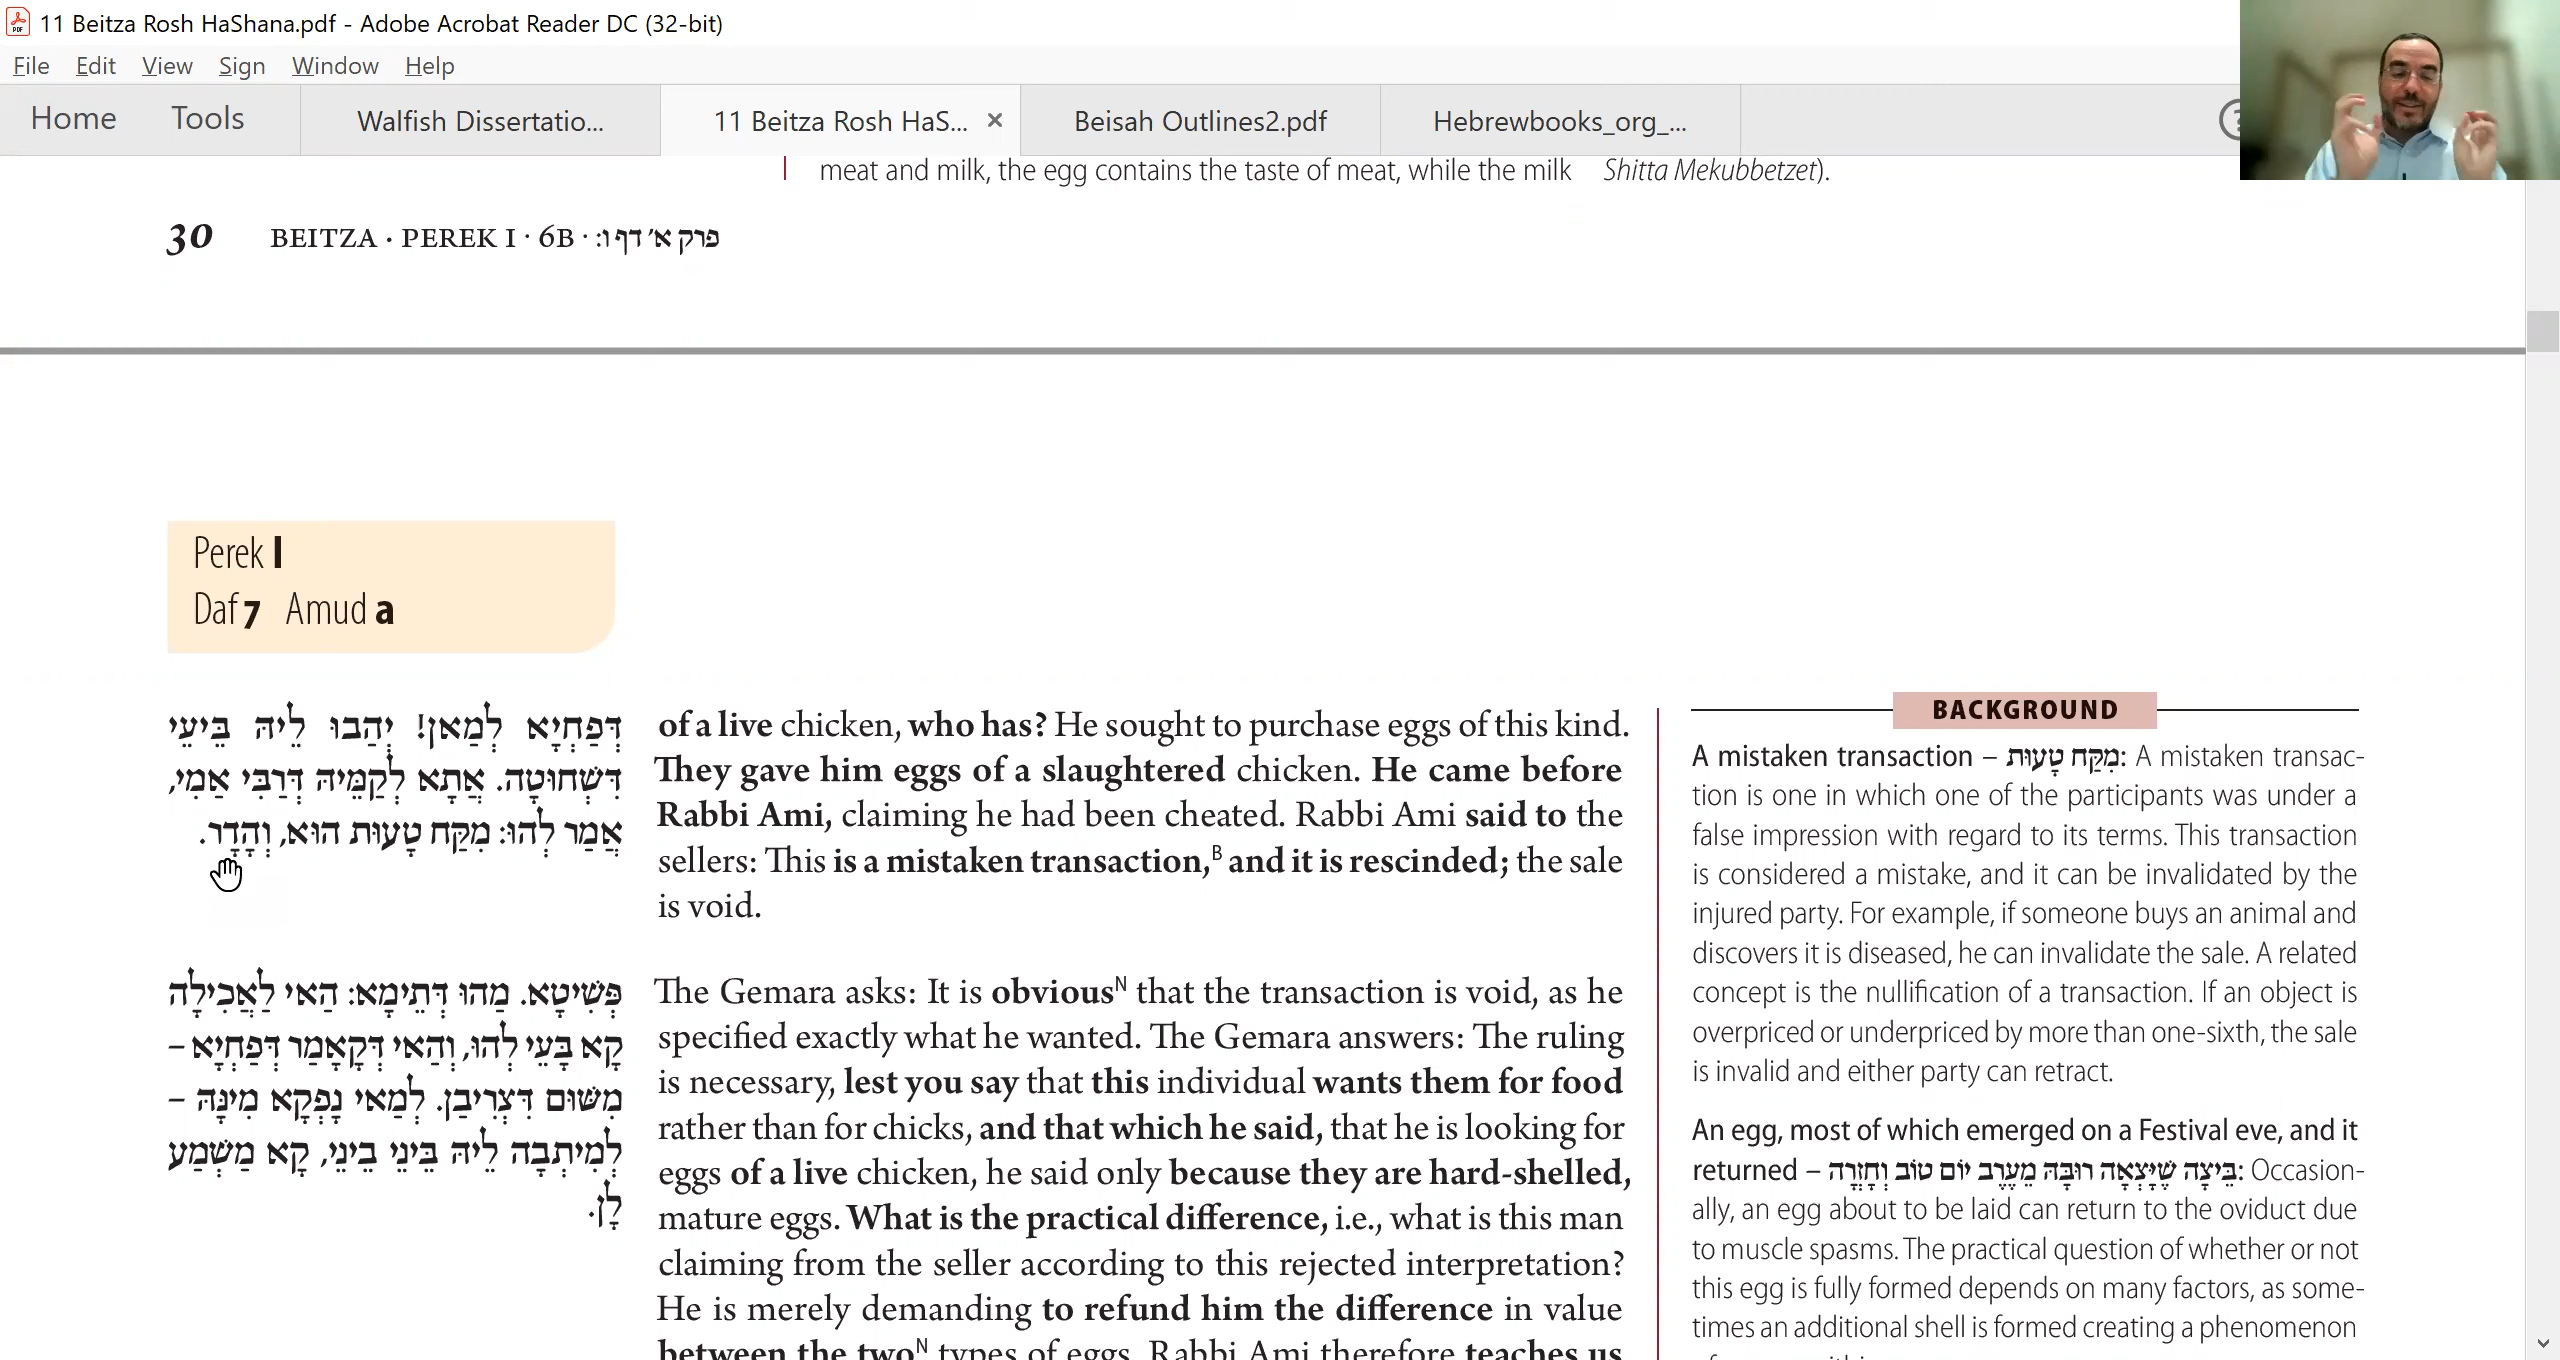 11 Beitza Rosh HaShana.pdf - Adobe Acrobat Reader DC (32-bit)
File Edit View Sign Window Help
Home Tools Walfish Dissertatio... 11 Beitza Rosh HaS... × Beisah Outlines2.pdf Hebrewbooks_org_...
meat and milk, the egg contains the taste of meat, while the milk
Shitta Mekubbetzet).
30 BEITZA · PEREK I · 6B · פרק א׳ דף ו:
Perek I
Daf 7 Amud a
דְּפַחְיָא לְמַאן! יְהַבוּ לֵיהּ בֵּיעֵי
דִּשְׁחוּטָה. אֲתָא לְקַמֵּיהּ דְּרַבִּי אַמִי,
אֲמַר לְהוּ: מִקַּח טָעוּת הוּא, וְהָדַר.
פְּשִׁיטָא. מַהוּ דְּתֵימָא: הַאי לַאֲכִילָה
קָא בָּעֵי לְהוּ, וְהַאי דְּקָאָמַר דְּפַחְיָא –
מִשּׁוּם דִּצְרִיבָן. לְמַאי נָפְקָא מִינָּהּ –
לְמִיתְבָה לֵיהּ בֵּינֵי בֵינֵי, קָא מַשְׁמַע
לָן.
of a live chicken, who has? He sought to purchase eggs of this kind.
They gave him eggs of a slaughtered chicken. He came before
Rabbi Ami, claiming he had been cheated. Rabbi Ami said to the
sellers: This is a mistaken transaction,B and it is rescinded; the sale
is void.
The Gemara asks: It is obviousN that the transaction is void, as he
specified exactly what he wanted. The Gemara answers: The ruling
is necessary, lest you say that this individual wants them for food
rather than for chicks, and that which he said, that he is looking for
eggs of a live chicken, he said only because they are hard-shelled,
mature eggs. What is the practical difference, i.e., what is this man
claiming from the seller according to this rejected interpretation?
He is merely demanding to refund him the difference in value
between the twoN types of eggs. Rabbi Ami therefore teaches us
BACKGROUND
A mistaken transaction – מִקַּח טָעוּת: A mistaken transac-
tion is one in which one of the participants was under a
false impression with regard to its terms. This transaction
is considered a mistake, and it can be invalidated by the
injured party. For example, if someone buys an animal and
discovers it is diseased, he can invalidate the sale. A related
concept is the nullification of a transaction. If an object is
overpriced or underpriced by more than one-sixth, the sale
is invalid and either party can retract.
An egg, most of which emerged on a Festival eve, and it
returned – בֵּיצָה שֶׁיָּצְאָה רוּבָּהּ מֵעֶרֶב יוֹם טוֹב וְחָזְרָה: Occasion-
ally, an egg about to be laid can return to the oviduct due
to muscle spasms. The practical question of whether or not
this egg is fully formed depends on many factors, as some-
times an additional shell is formed creating a phenomenon